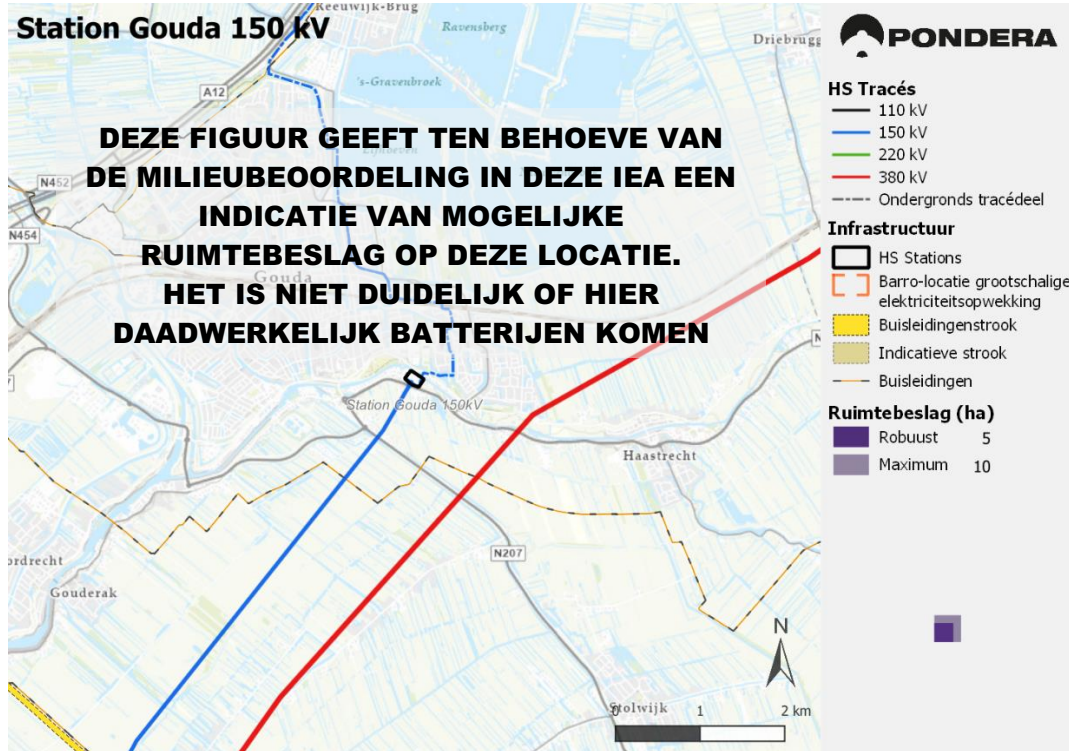 Station Gouda 150 kV
Reeuwijk-Brug
Ravensberg
Driebrugg
's-Gravenbroek
A12
DEZE FIGUUR GEEFT TEN BEHOEVE VAN
DE MILIEUBEOORDELING IN DEZE IEA EEN
INDICATIE VAN MOGELIJKE
RUIMTEBESLAG OP DEZE LOCATIE.
HET IS NIET DUIDELIJK OF HIER
DAADWERKELIJK BATTERIJEN KOMEN
N452
N454
Gouda
Station Gouda 150kV
Haastrecht
N207
ordrecht
Gouderak
Stolwijk
N
0 1 2 km
PONDERA
HS Tracés
110 kV
150 kV
220 kV
380 kV
Ondergronds tracédeel
Infrastructuur
HS Stations
Barro-locatie grootschalige
elektriciteitsopwekking
Buisleidingenstrook
Indicatieve strook
Buisleidingen
Ruimtebeslag (ha)
Robuust 5
Maximum 10